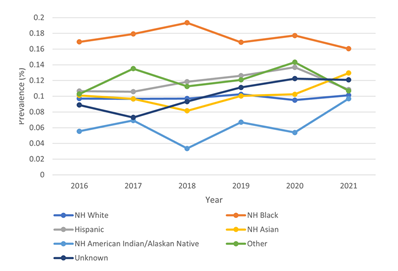 0.2
0.18
0.16
0.14
0.12
0.1
0.08
0.06
0.04
0.02
0
Prevalence (%)
2016 2017 2018 2019 2020 2021
Year
NH White NH Black
Hispanic NH Asian
NH American Indian/Alaskan Native Other
Unknown